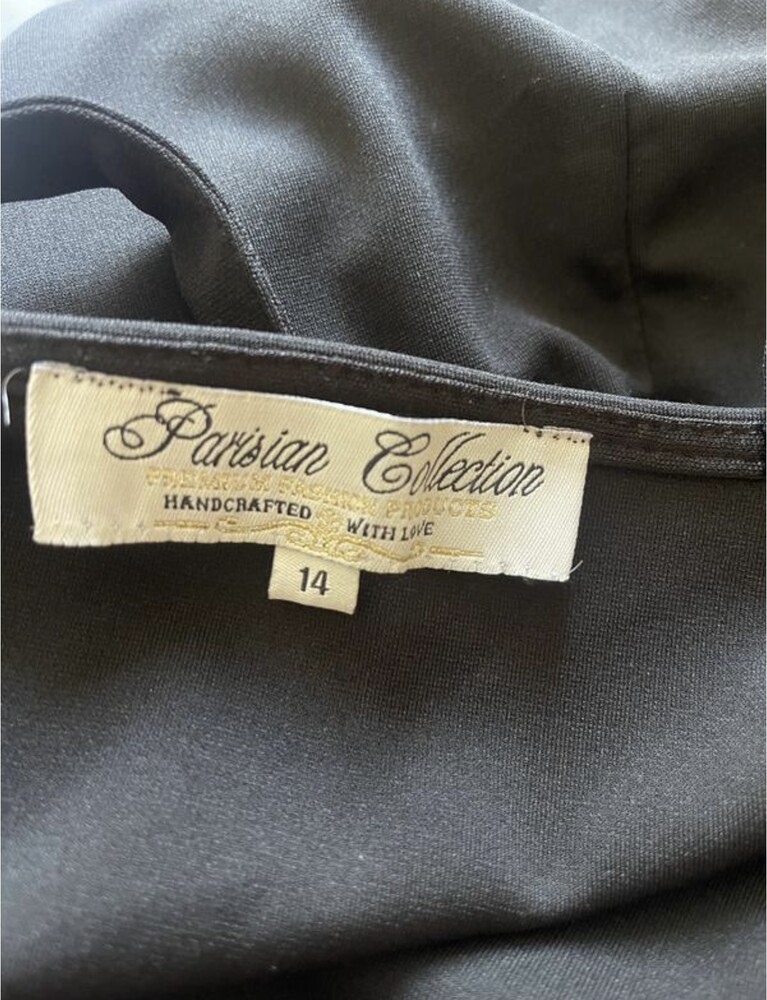 Parisian Collection
PREMIUM FASHION PRODUCTS
HANDCRAFTED WITH LOVE
14